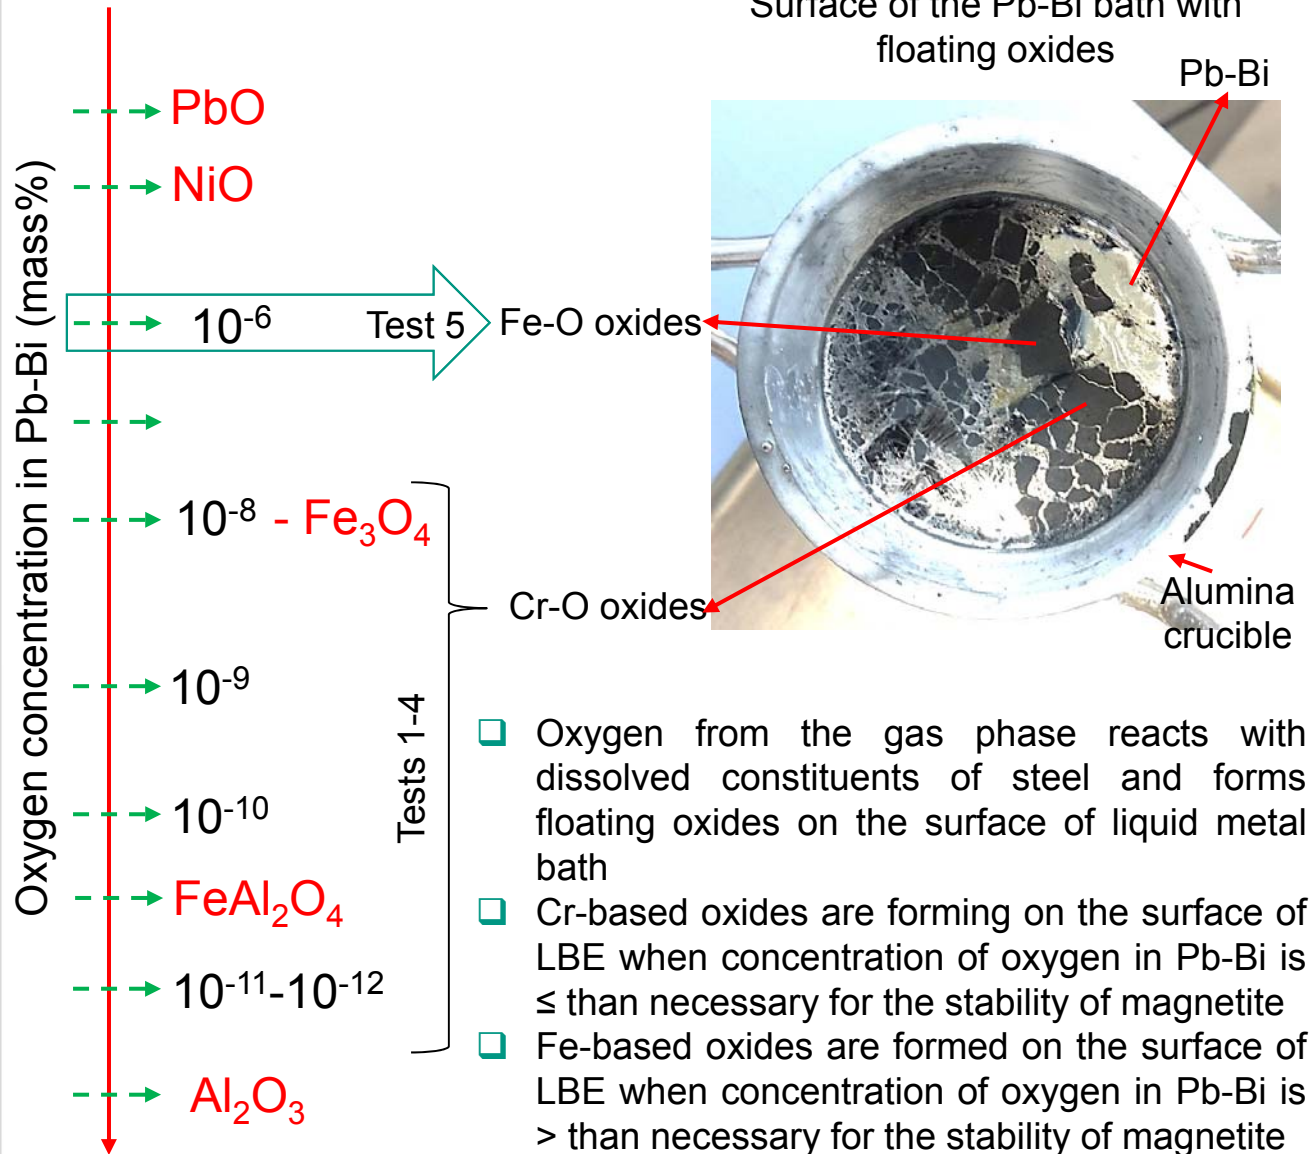 Surface of the Pb-Bi bath with
floating oxides
Pb-Bi
Oxygen concentration in Pb-Bi (mass%)
PbO
NiO
10⁻⁶
Test 5
Fe-O oxides
10⁻⁸ - Fe₃O₄
Cr-O oxides
Alumina
crucible
10⁻⁹
Tests 1-4
10⁻¹⁰
FeAl₂O₄
10⁻¹¹-10⁻¹²
Al₂O₃
❑ Oxygen from the gas phase reacts with
dissolved constituents of steel and forms
floating oxides on the surface of liquid metal
bath
❑ Cr-based oxides are forming on the surface of
LBE when concentration of oxygen in Pb-Bi is
≤ than necessary for the stability of magnetite
❑ Fe-based oxides are formed on the surface of
LBE when concentration of oxygen in Pb-Bi is
> than necessary for the stability of magnetite